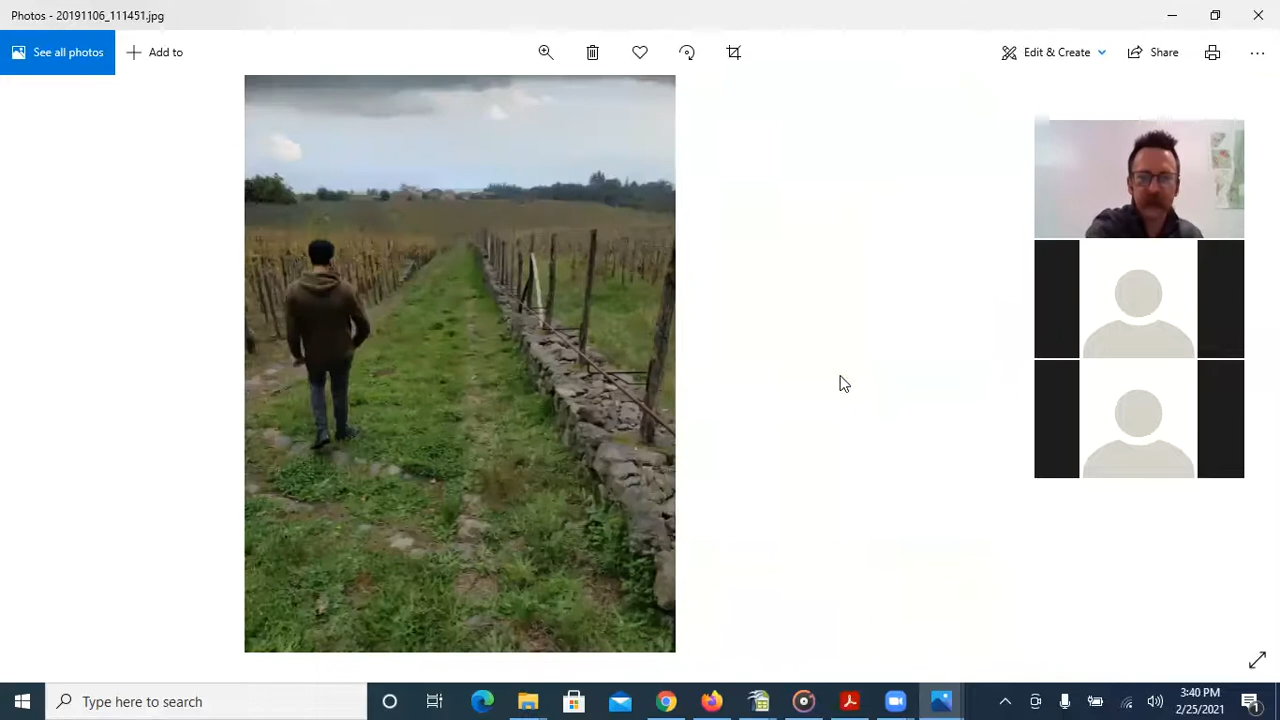 Photos - 20191106_111451.jpg
See all photos
Add to
Edit & Create
Share
Type here to search
3:40 PM
2/25/2021
1